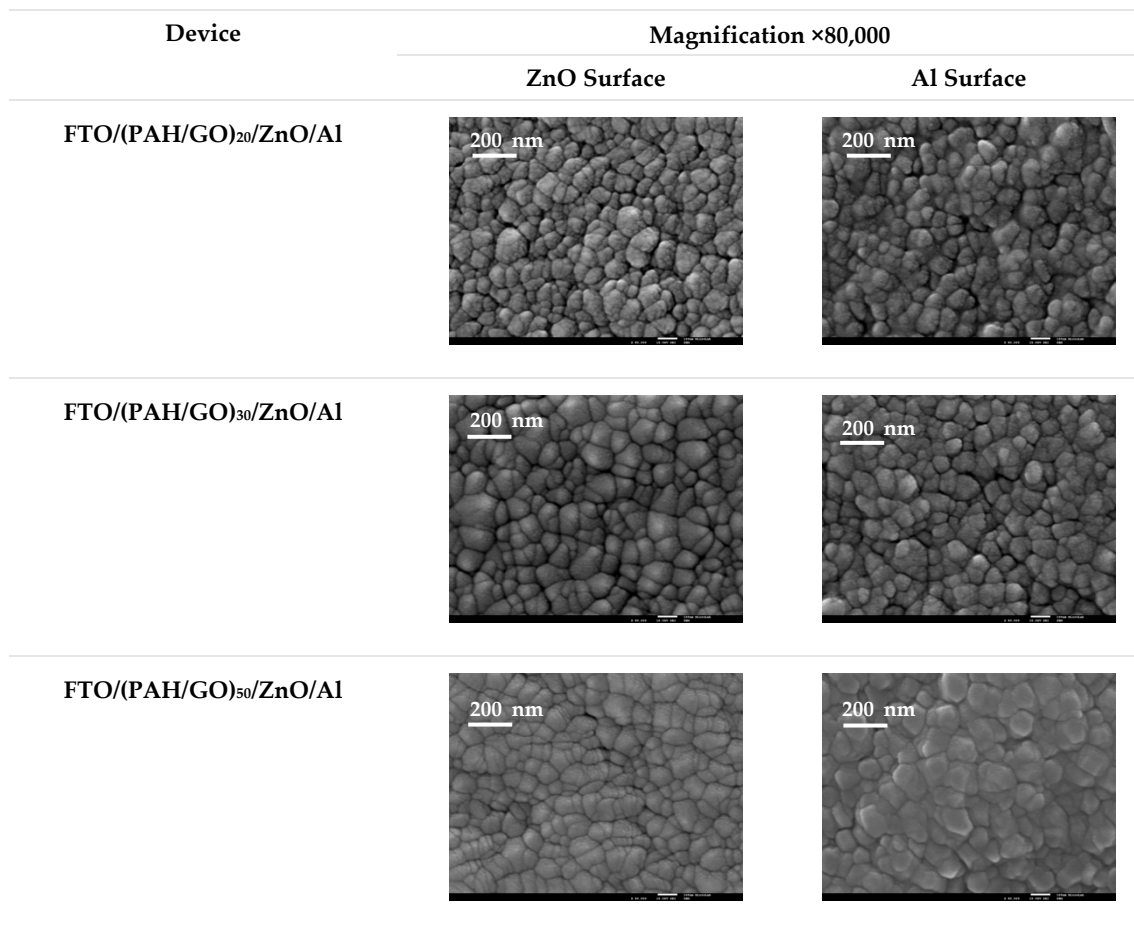 Device
Magnification ×80,000
ZnO Surface
Al Surface
FTO/(PAH/GO)₂₀/ZnO/Al
200 nm
200 nm
FTO/(PAH/GO)₃₀/ZnO/Al
200 nm
200 nm
FTO/(PAH/GO)₅₀/ZnO/Al
200 nm
200 nm